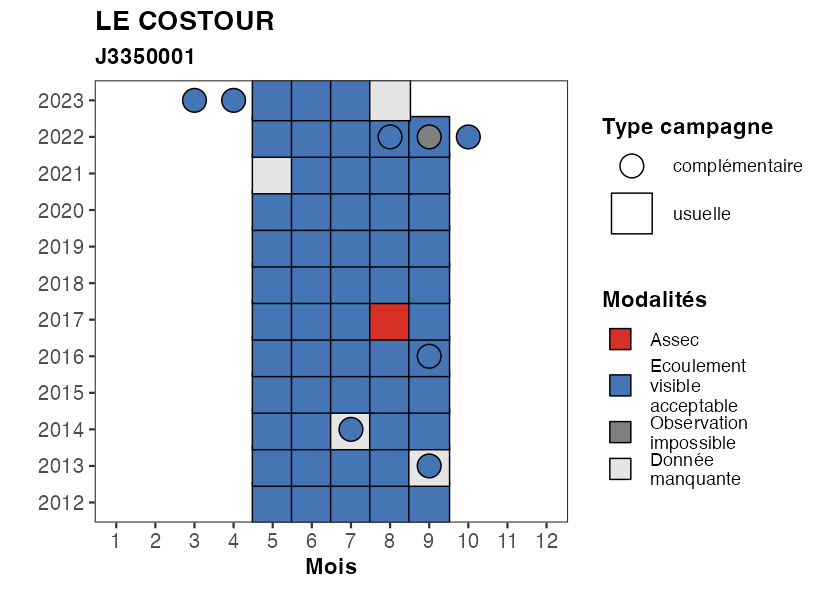 LE COSTOUR
J3350001
2023
2022
2021
2020
2019
2018
2017
2016
2015
2014
2013
2012
1 2 3 4 5 6 7 8 9 10 11 12
Mois
Type campagne
complémentaire
usuelle
Modalités
Assec
Ecoulement
visible
acceptable
Observation
impossible
Donnée
manquante